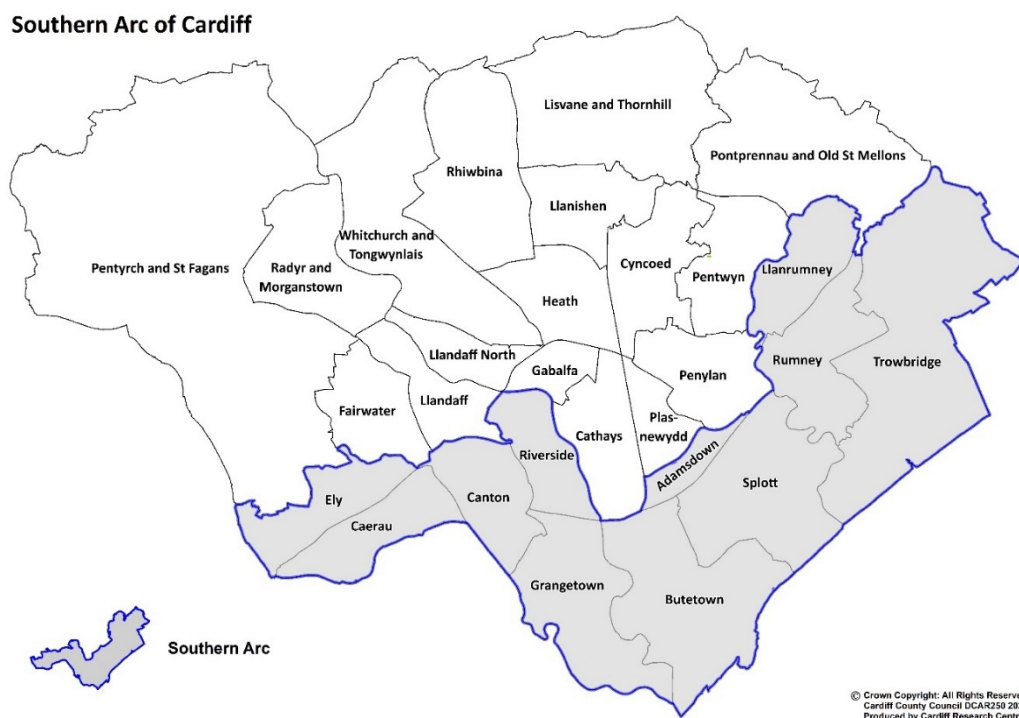 Southern Arc of Cardiff
Lisvane and Thornhill
Pontprennau and Old St Mellons
Rhiwbina
Llanishen
Whitchurch and
Tongwynlais
Cyncoed
Pentyrch and St Fagans
Radyr and
Morganstown
Pentwyn
Llanrumney
Heath
Llandaff North
Rumney
Trowbridge
Gabalfa
Penylan
Fairwater
Llandaff
Plas-
newydd
Cathays
Riverside
Adamsdown
Splott
Ely
Canton
Caerau
Grangetown
Butetown
Southern Arc
© Crown Copyright: All Rights Reserve
Cardiff County Council DCAR250 202
Produced by Cardiff Research Centr